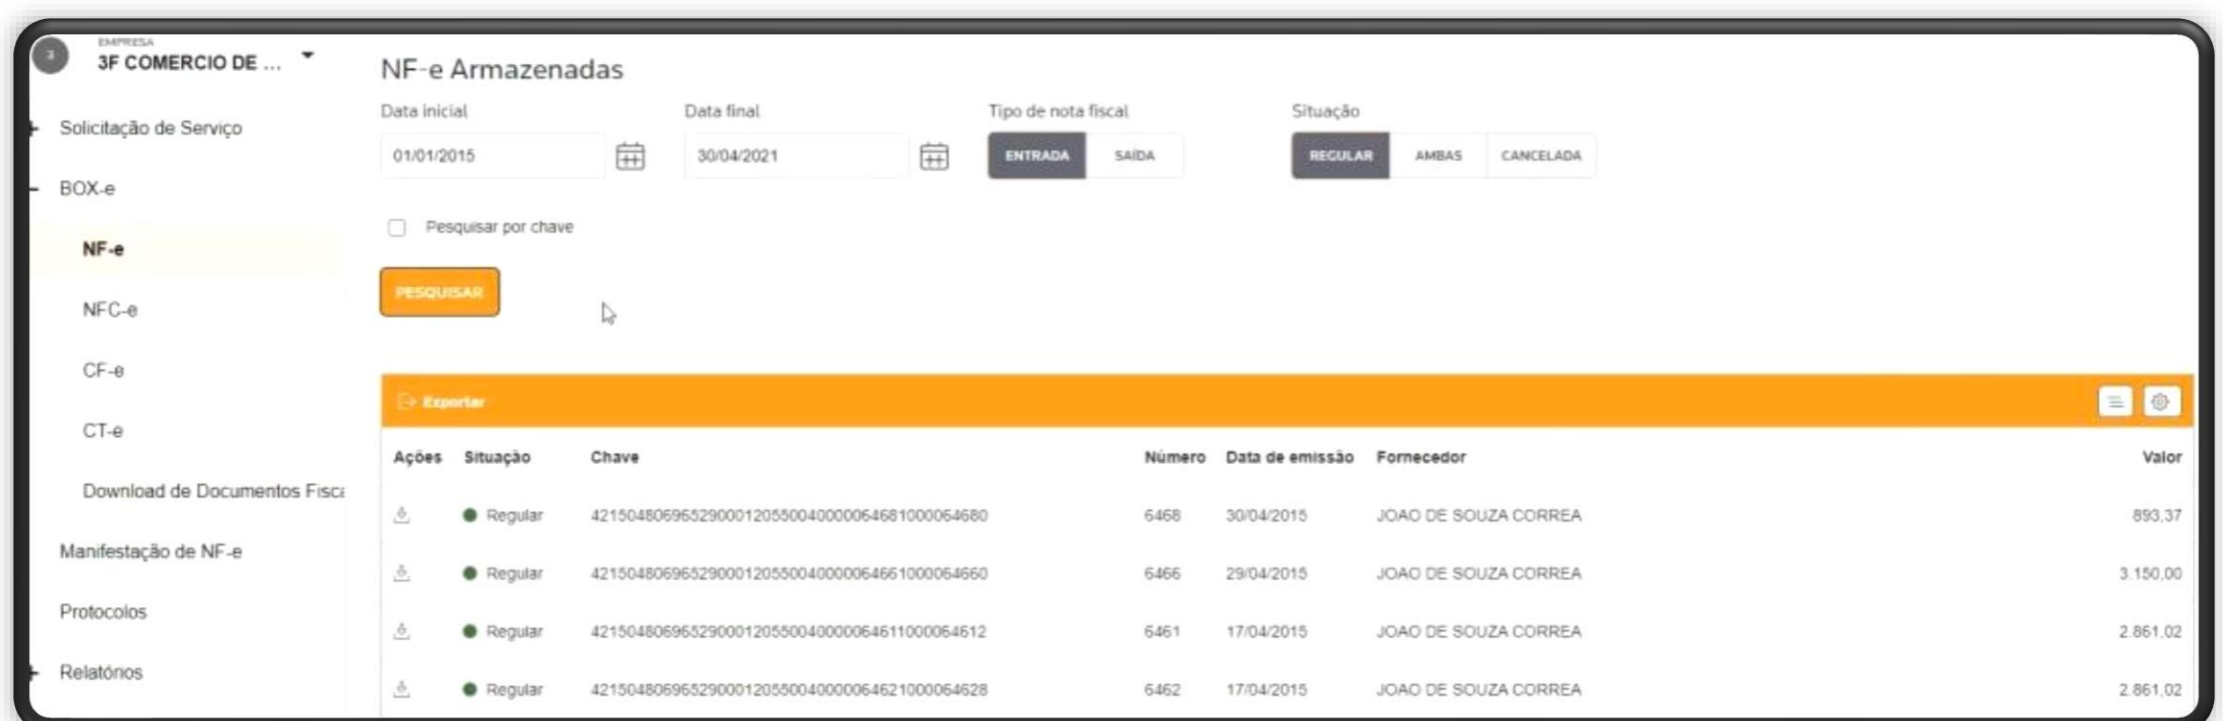 3
EMPRESA
3F COMERCIO DE ...
Solicitação de Serviço
BOX-e
NF-e
NFC-e
CF-e
CT-e
Download de Documentos Fisca
Manifestação de NF-e
Protocolos
Relatórios
NF-e Armazenadas
Data inicial Data final Tipo de nota fiscal Situação
01/01/2015 30/04/2021 ENTRADA SAÍDA REGULAR AMBAS CANCELADA
Pesquisar por chave
PESQUISAR
Exportar
Ações Situação Chave Número Data de emissão Fornecedor Valor
Regular 42150480696529000120550040000064681000064680 6468 30/04/2015 JOAO DE SOUZA CORREA 893,37
Regular 42150480696529000120550040000064661000064660 6466 29/04/2015 JOAO DE SOUZA CORREA 3.150,00
Regular 42150480696529000120550040000064611000064612 6461 17/04/2015 JOAO DE SOUZA CORREA 2.861,02
Regular 42150480696529000120550040000064621000064628 6462 17/04/2015 JOAO DE SOUZA CORREA 2.861,02